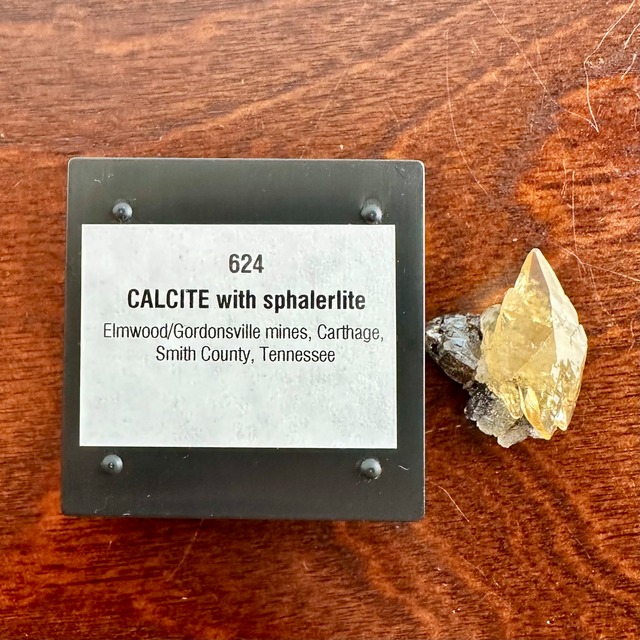 624
CALCITE with sphalerlite
Elmwood/Gordonsville mines, Carthage,
Smith County, Tennessee